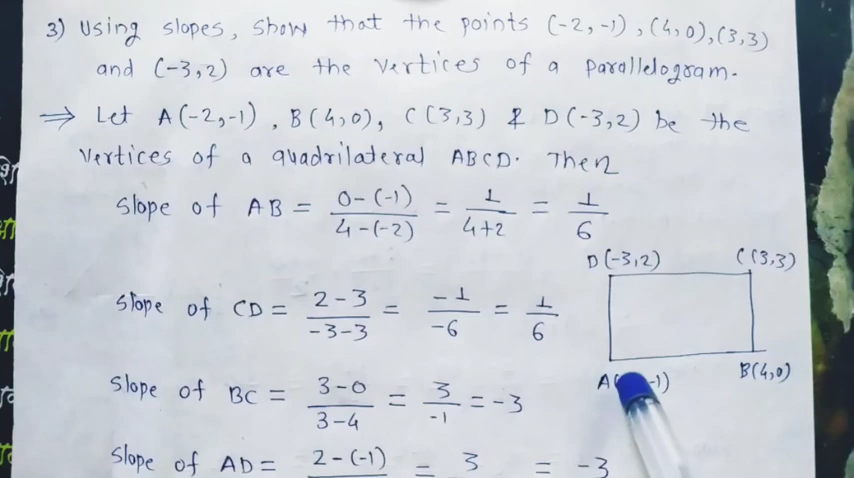 3) Using slopes, show that the points (-2,-1), (4,0), (3,3)
and (-3,2) are the vertices of a parallelogram.
⇒ Let A(-2,-1), B(4,0), C(3,3) & D(-3,2) be the
vertices of a quadrilateral ABCD. Then
Slope of AB = 0-(-1)/4-(-2) = 1/4+2 = 1/6
D(-3,2) C(3,3)
Slope of CD = 2-3/-3-3 = -1/-6 = 1/6
A( -1) B(4,0)
Slope of BC = 3-0/3-4 = 3/-1 = -3
Slope of AD = 2-(-1) = 3 = -3